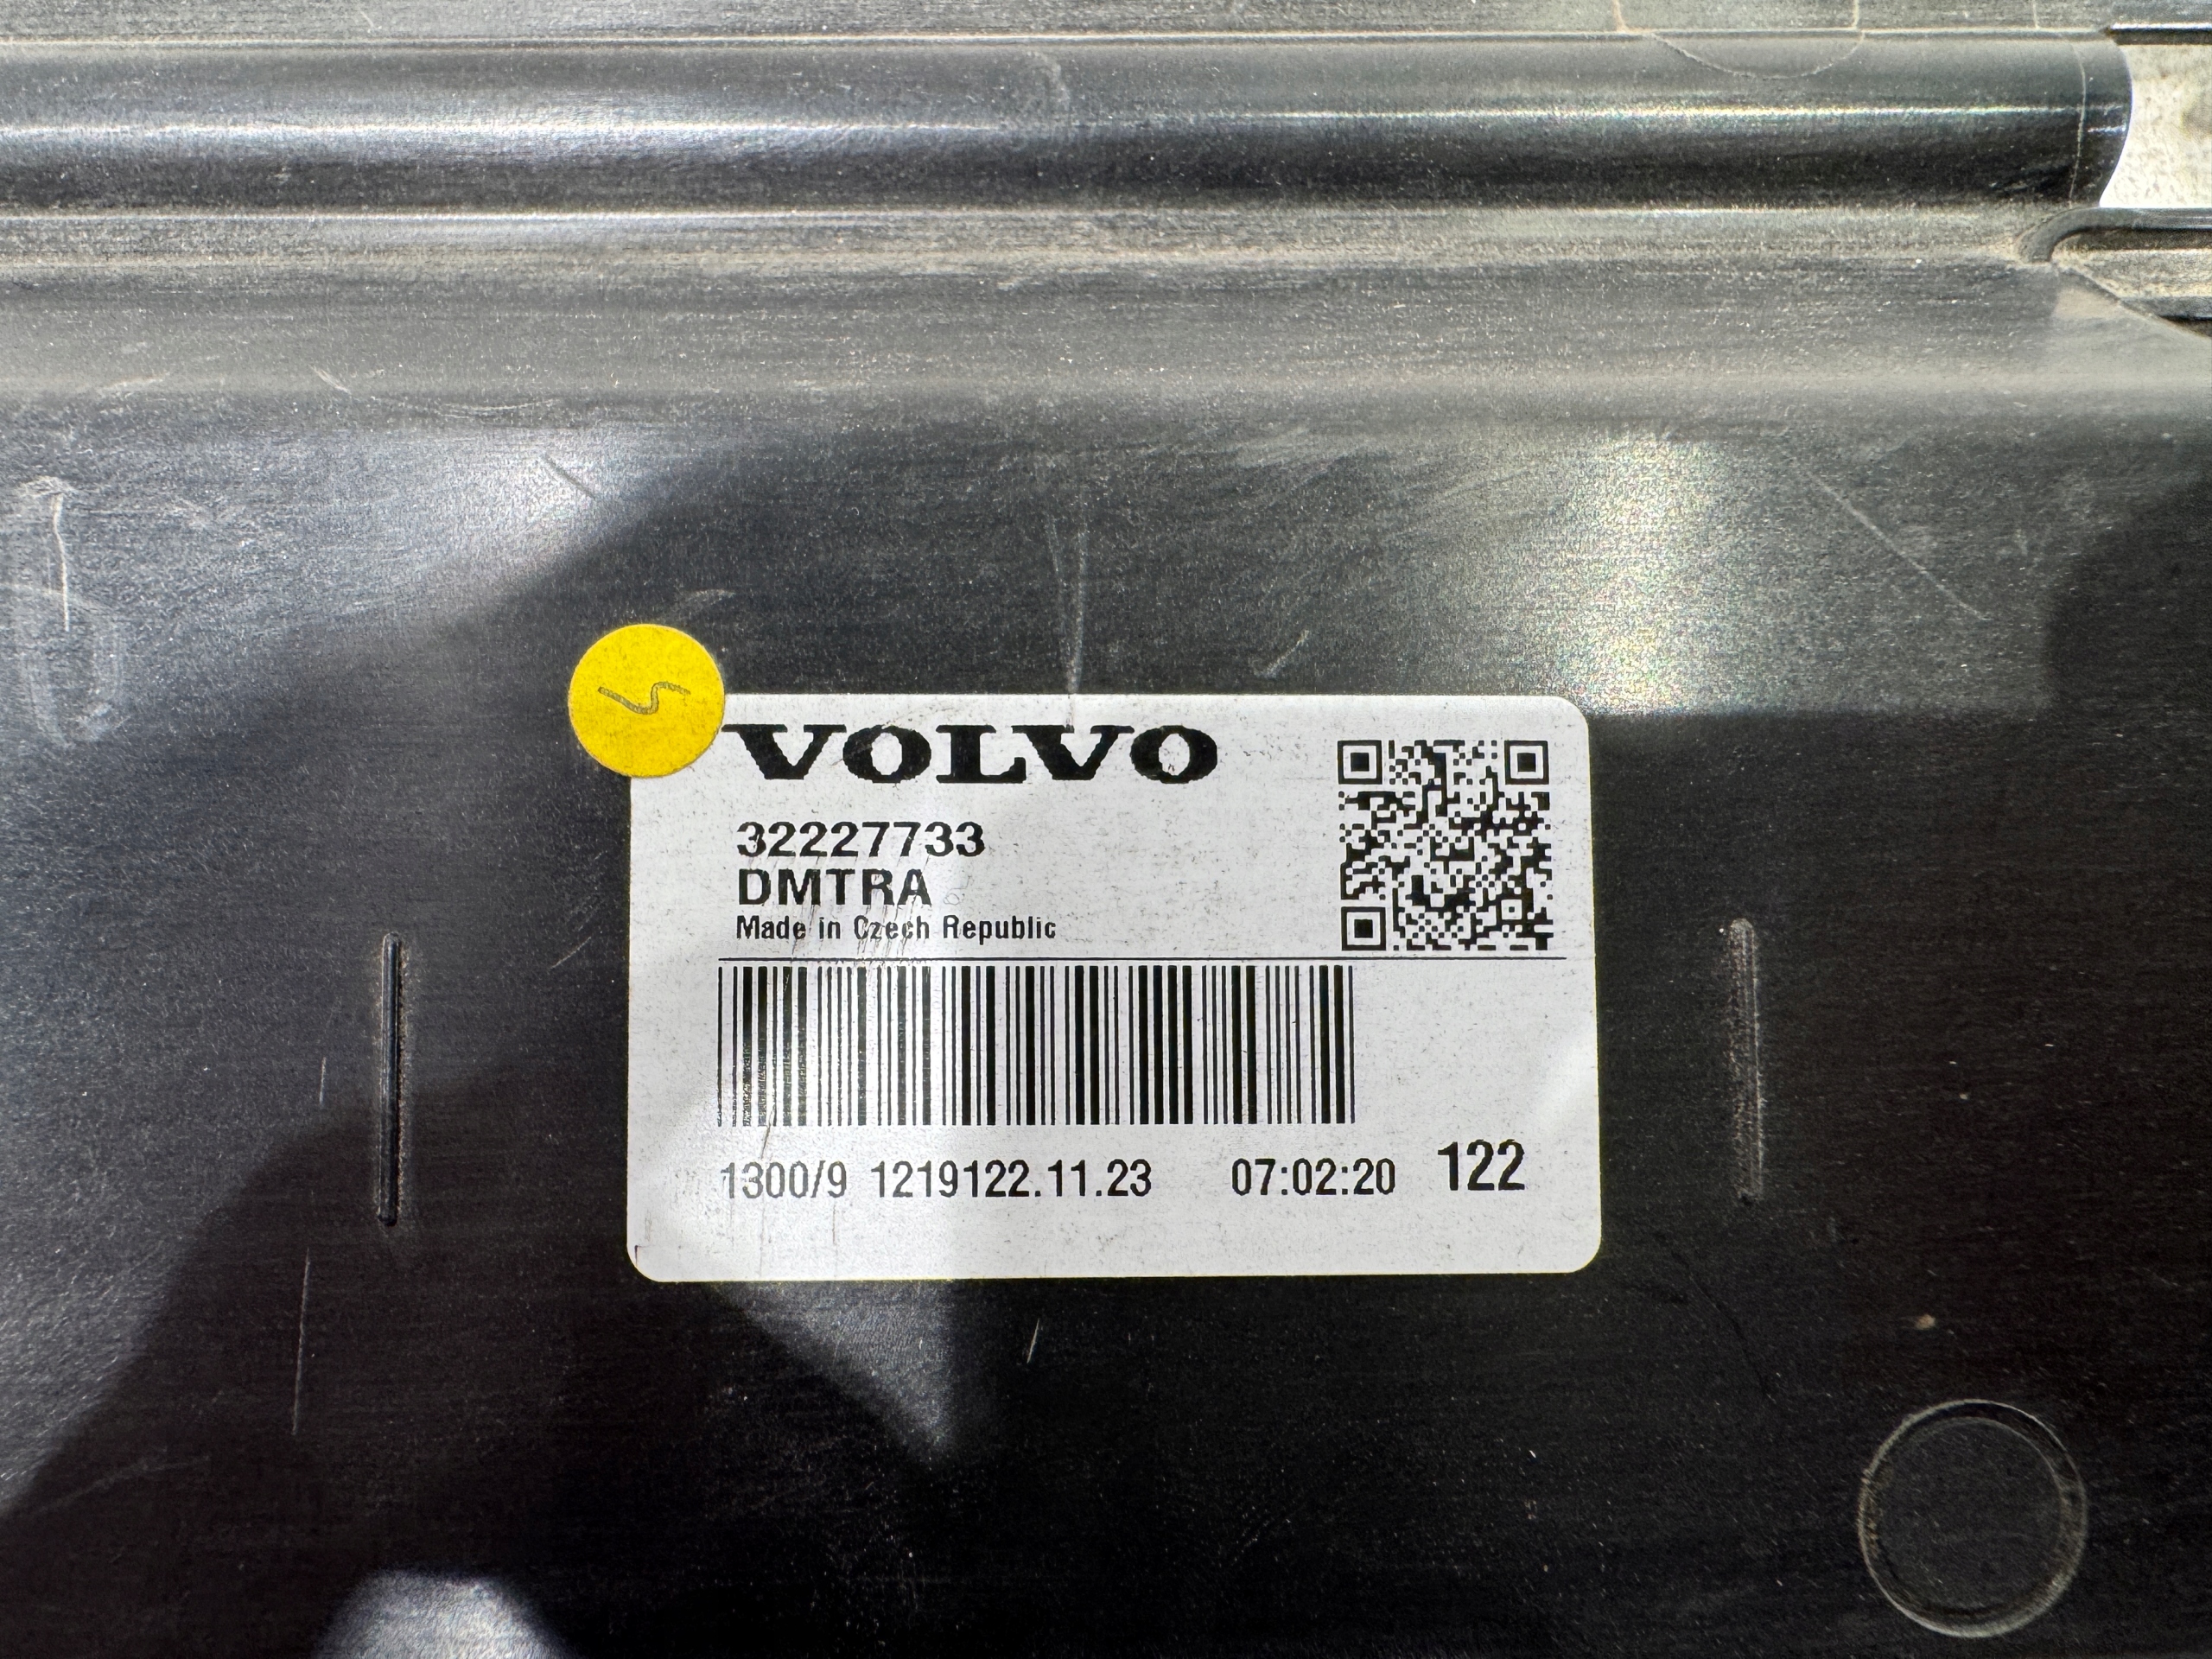 VOLVO
32227733
DMTRA
Made in Czech Republic
1300/9 1219122.11.23 07:02:20 122